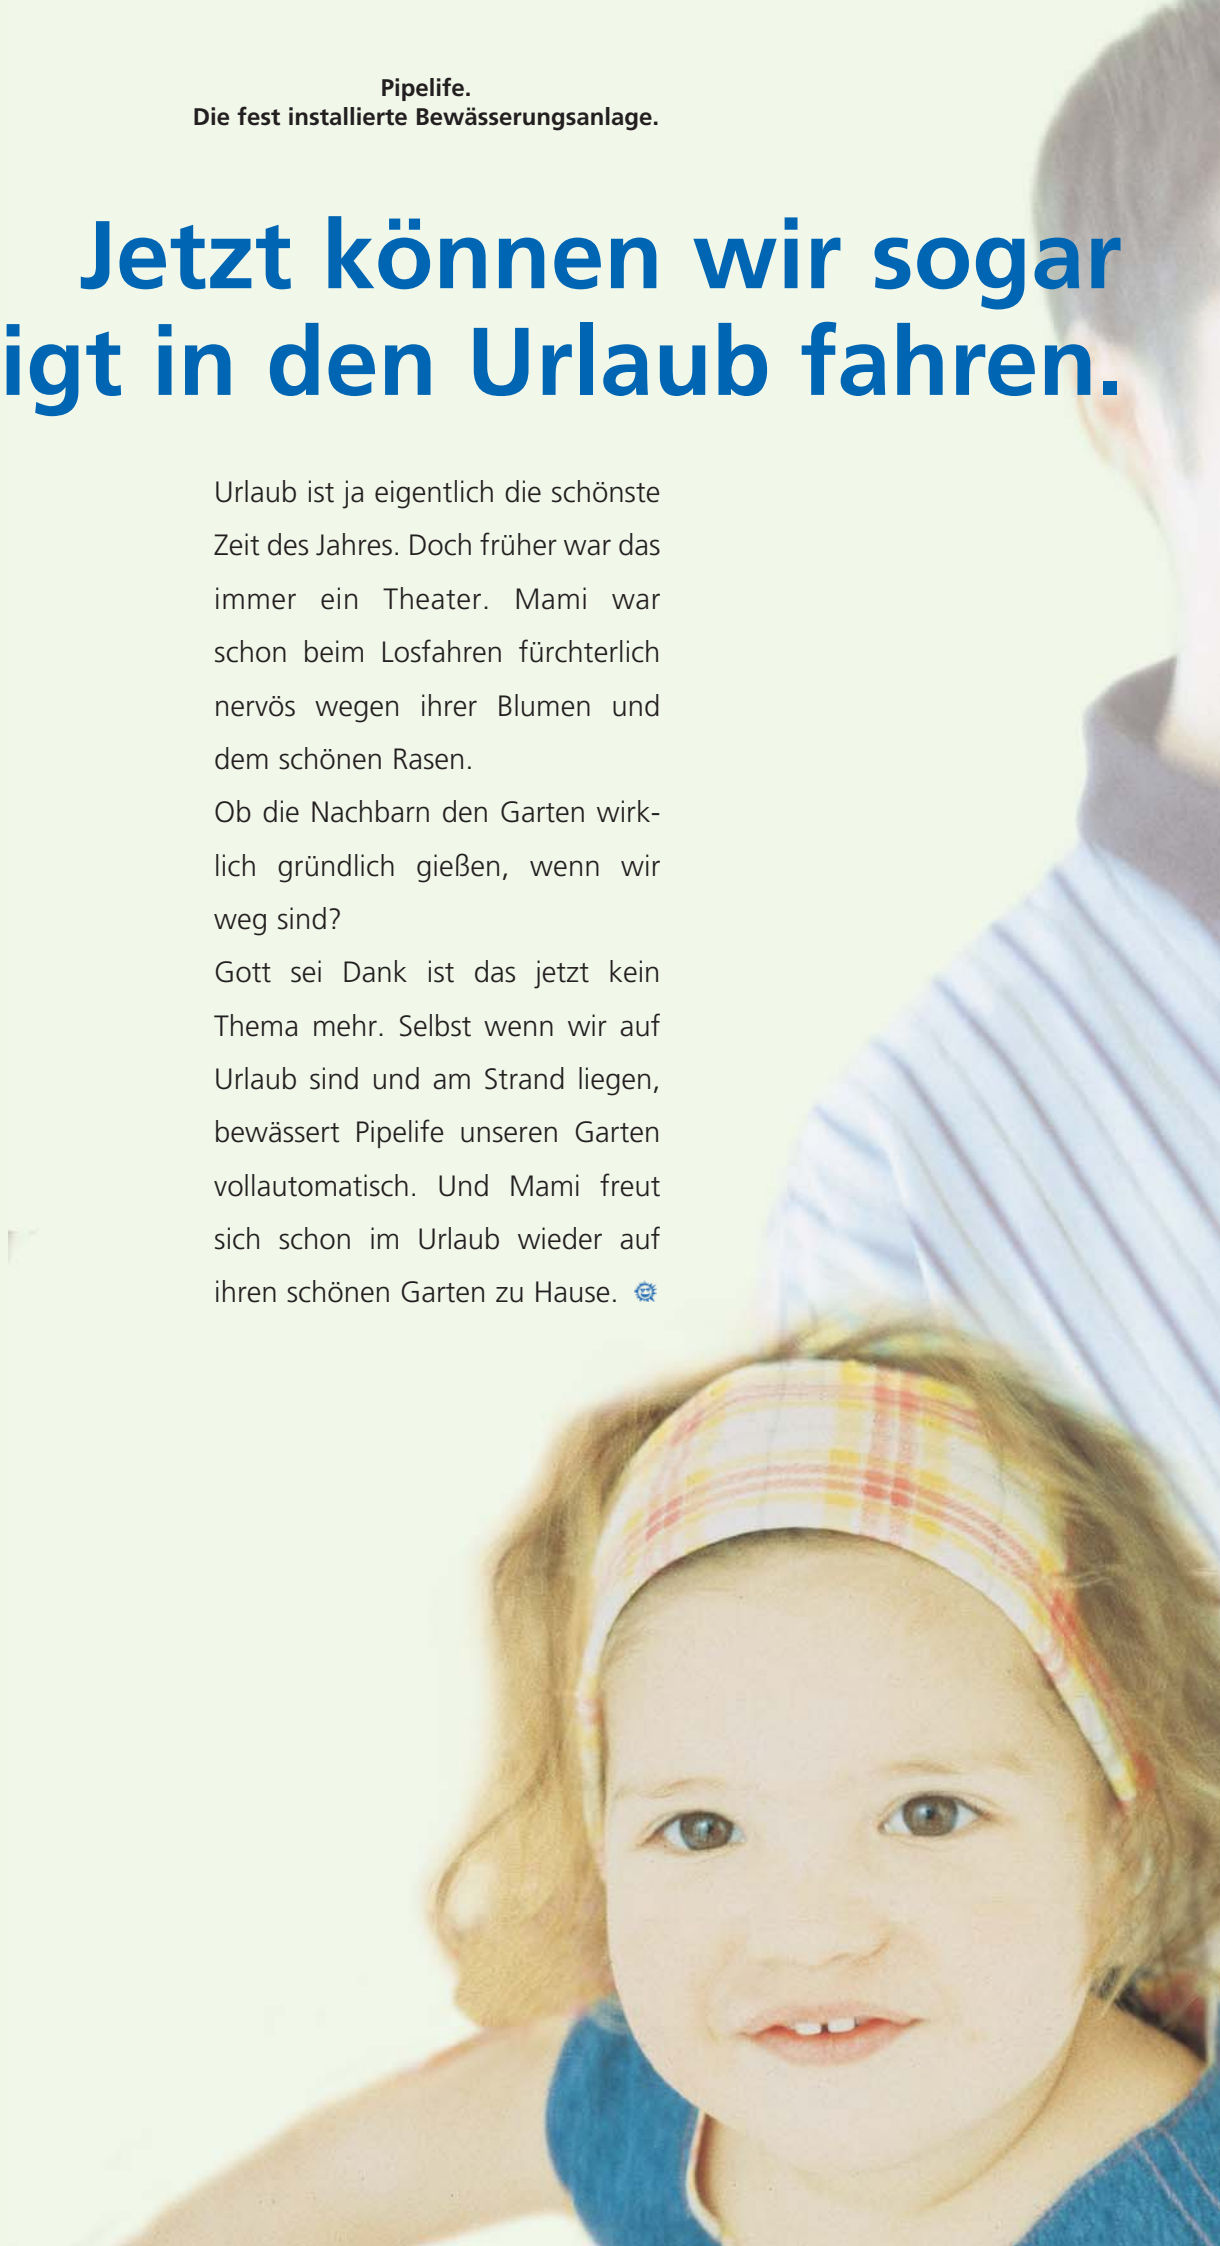 Pipelife.
Die fest installierte Bewässerungsanlage.
Jetzt können wir sogar
igt in den Urlaub fahren.
Urlaub ist ja eigentlich die schönste
Zeit des Jahres. Doch früher war das
immer ein Theater. Mami war
schon beim Losfahren fürchterlich
nervös wegen ihrer Blumen und
dem schönen Rasen.
Ob die Nachbarn den Garten wirk-
lich gründlich gießen, wenn wir
weg sind?
Gott sei Dank ist das jetzt kein
Thema mehr. Selbst wenn wir auf
Urlaub sind und am Strand liegen,
bewässert Pipelife unseren Garten
vollautomatisch. Und Mami freut
sich schon im Urlaub wieder auf
ihren schönen Garten zu Hause.